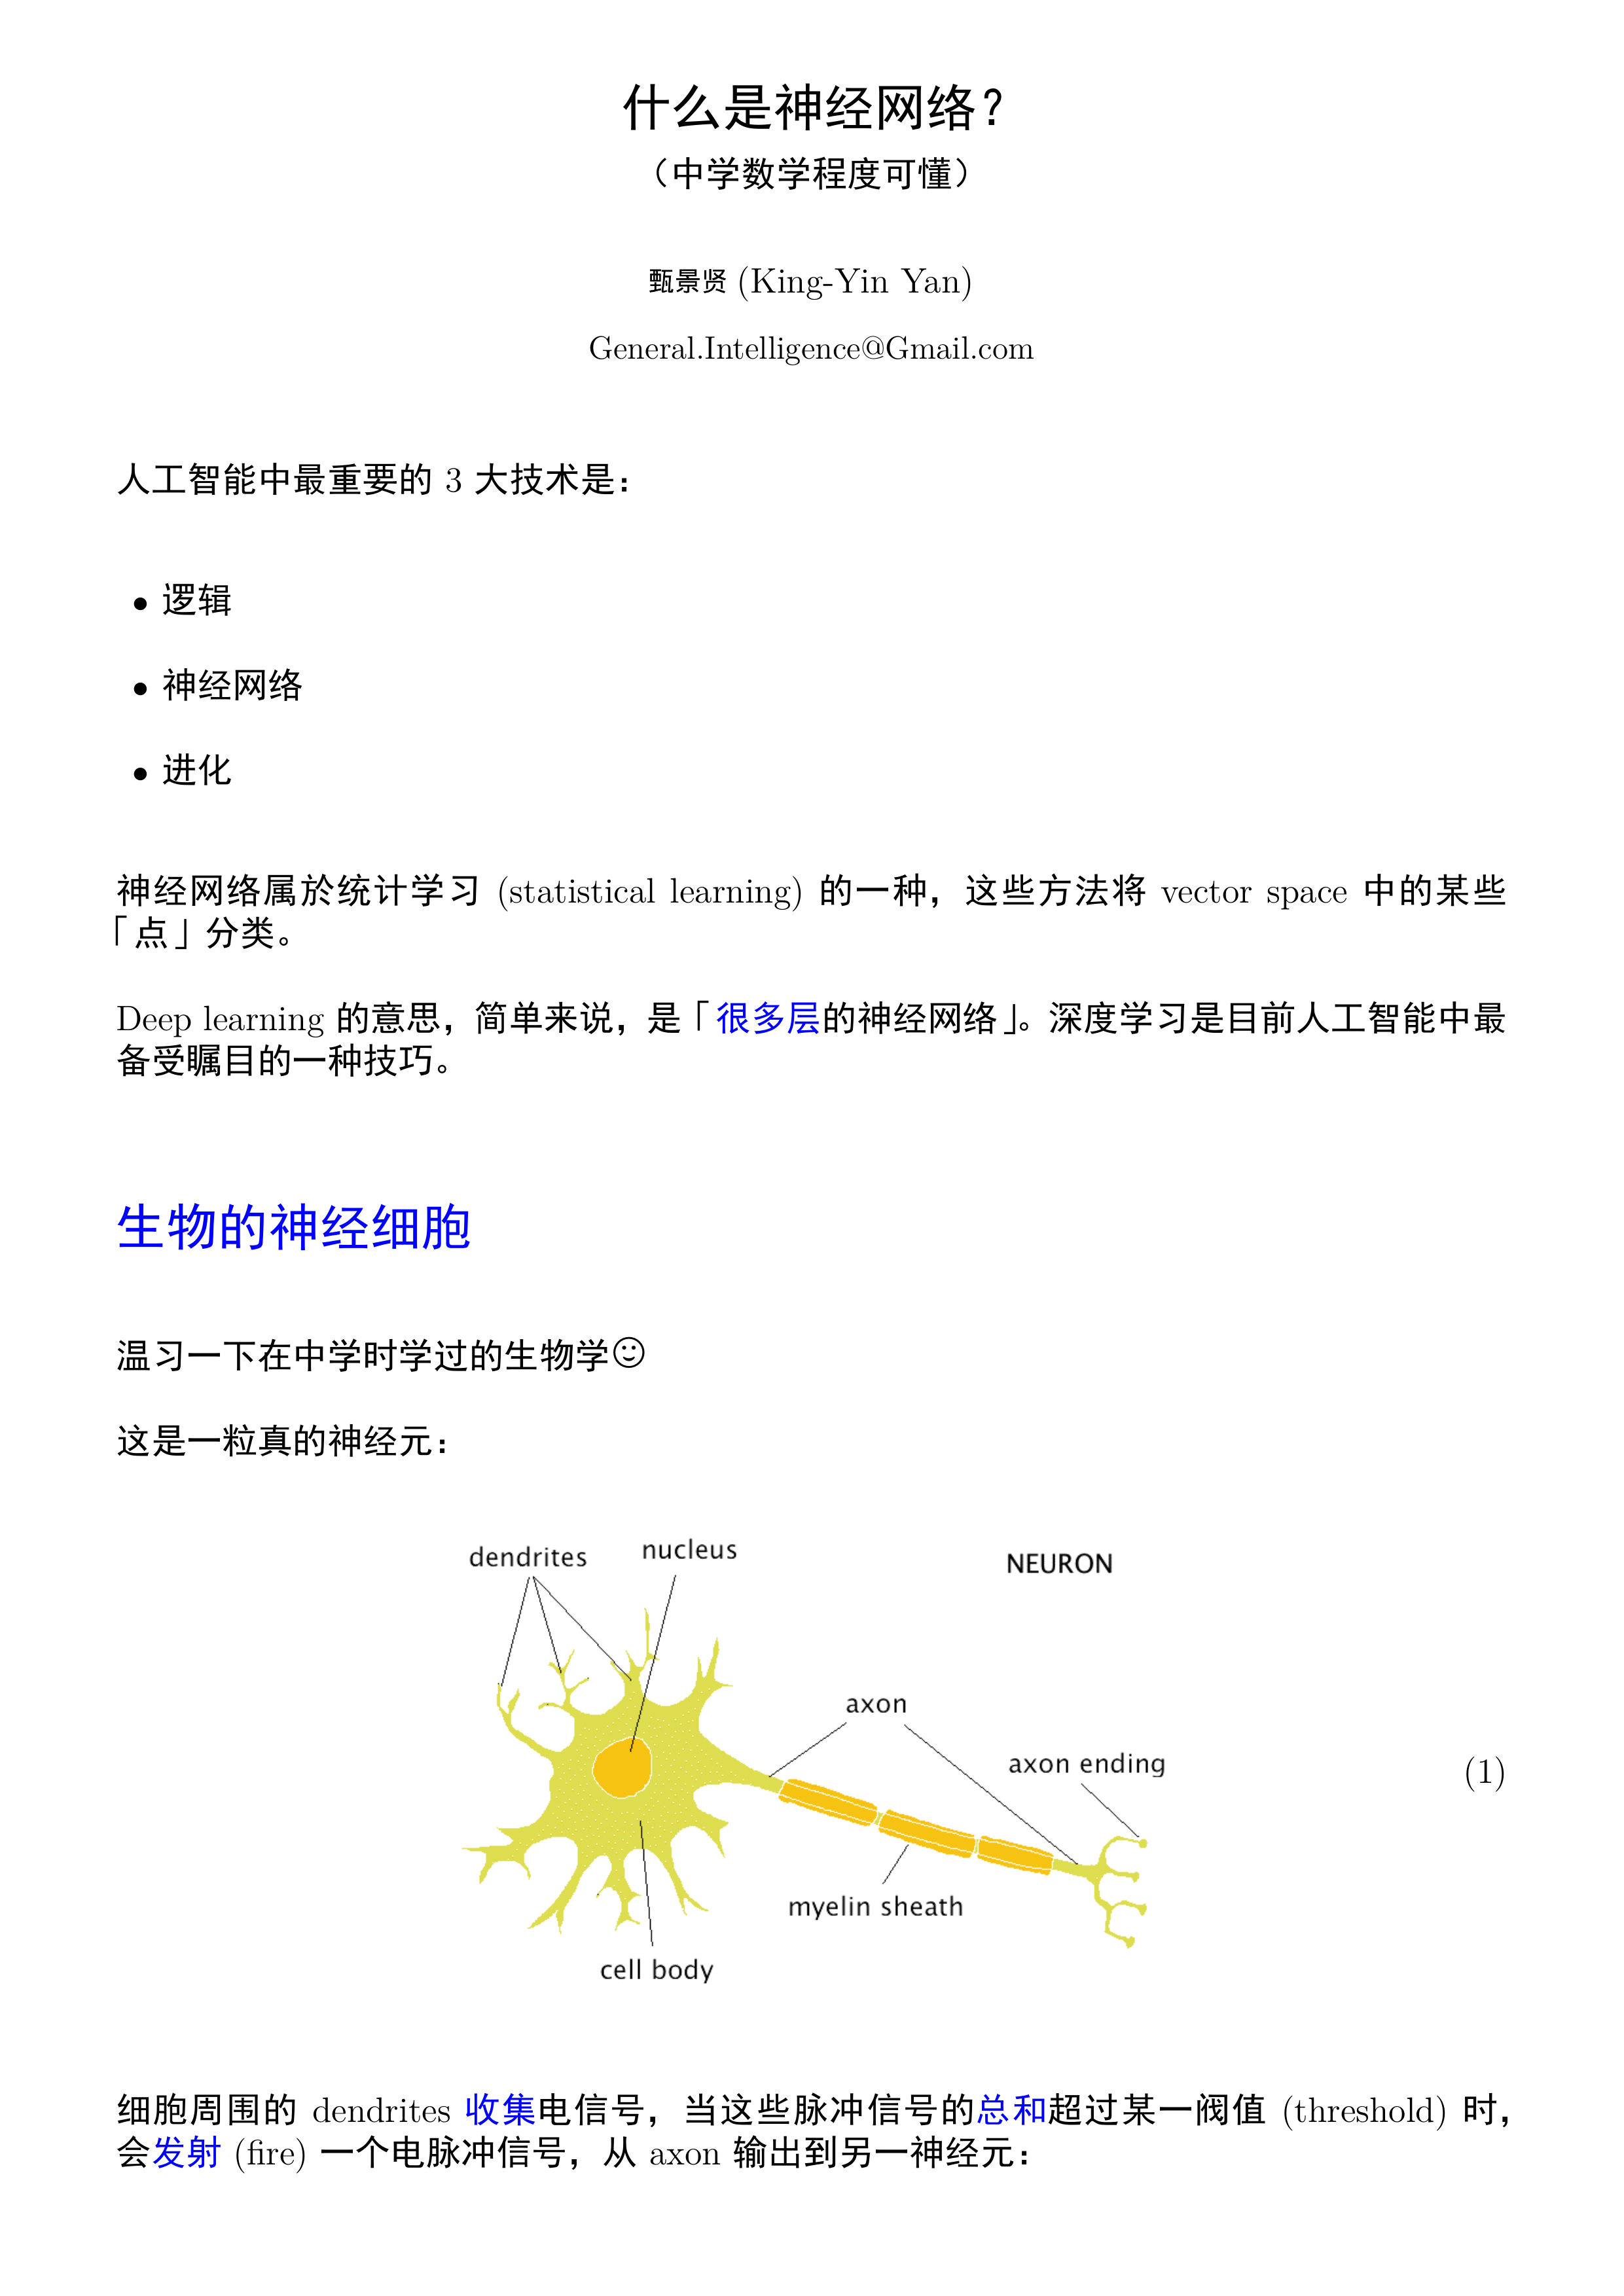 什么是神经网络？
（中学数学程度可懂）
甄景贤 (King-Yin Yan)
General.Intelligence@Gmail.com
人工智能中最重要的 3 大技术是：
• 逻辑
• 神经网络
• 进化
神经网络属於统计学习 (statistical learning) 的一种，这些方法将 vector space 中的某些
「点」分类。
Deep learning 的意思，简单来说，是「很多层的神经网络」。深度学习是目前人工智能中最
备受瞩目的一种技巧。
生物的神经细胞
温习一下在中学时学过的生物学☺
这是一粒真的神经元：
dendrites
nucleus
NEURON
axon
axon ending
(1)
myelin sheath
cell body
细胞周围的 dendrites 收集电信号，当这些脉冲信号的总和超过某一阀值 (threshold) 时，
会发射 (fire) 一个电脉冲信号，从 axon 输出到另一神经元：